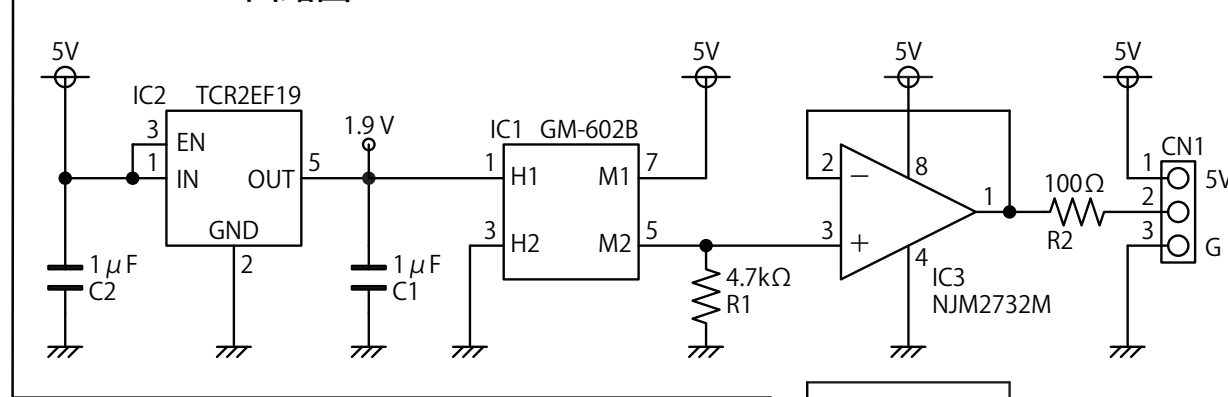 5V
5V
5V
5V
IC2 TCR2EF19
1.9 V
IC1 GM-602B
CN1
3 EN
1 IN
OUT 5
GND
2
1 H1
M1 7
3 H2
M2 5
2
−
8
1
3
+
4
100Ω
R2
1
5V
2
3
G
1μF
C2
1μF
C1
4.7kΩ
R1
IC3
NJM2732M